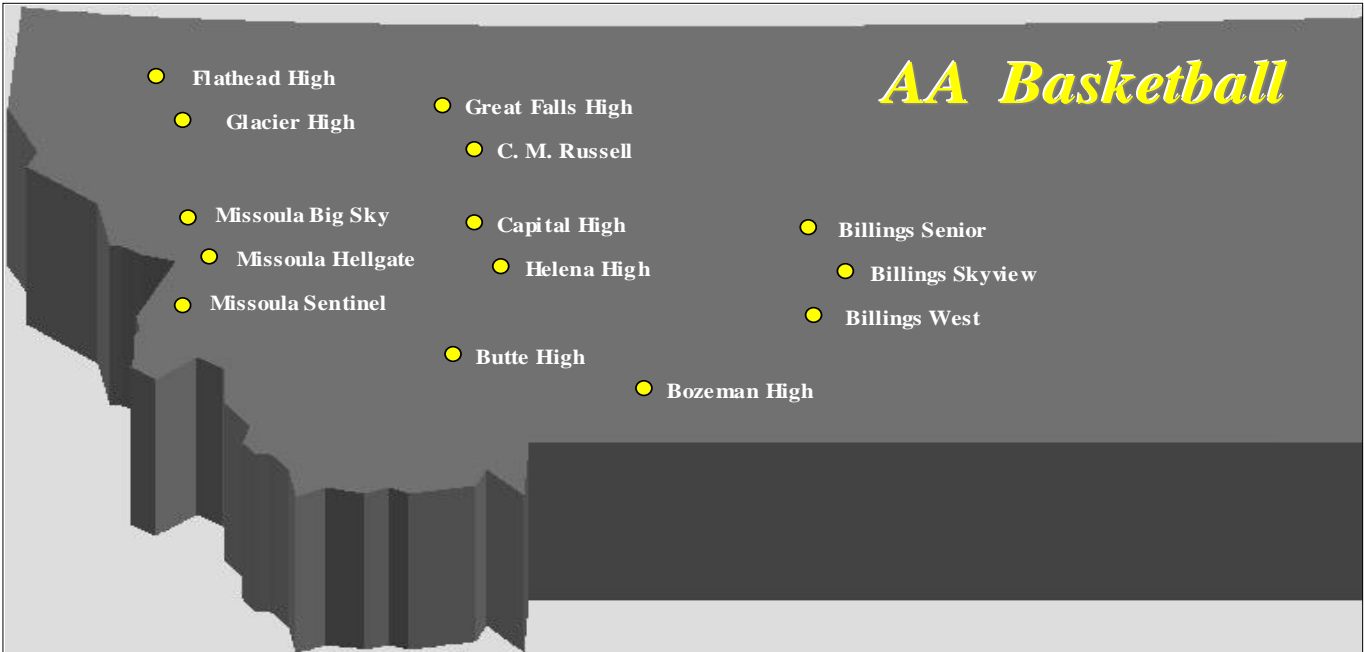 AA Basketball
Flathead High
Great Falls High
Glacier High
C. M. Russell
Missoula Big Sky
Capital High
Billings Senior
Missoula Hellgate
Helena High
Billings Skyview
Missoula Sentinel
Billings West
Butte High
Bozeman High